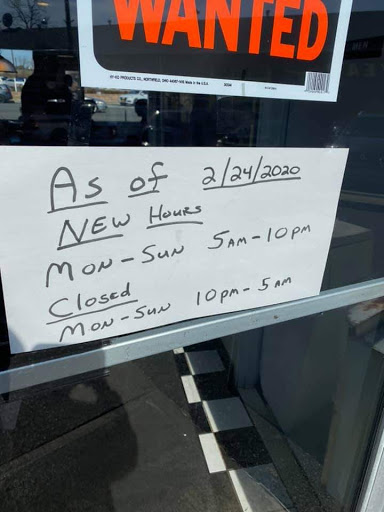 WANTED
As of 2/24/2020
NEW HOURS
MON - SUN 5AM - 10PM
Closed
MON - SUN 10PM - 5AM